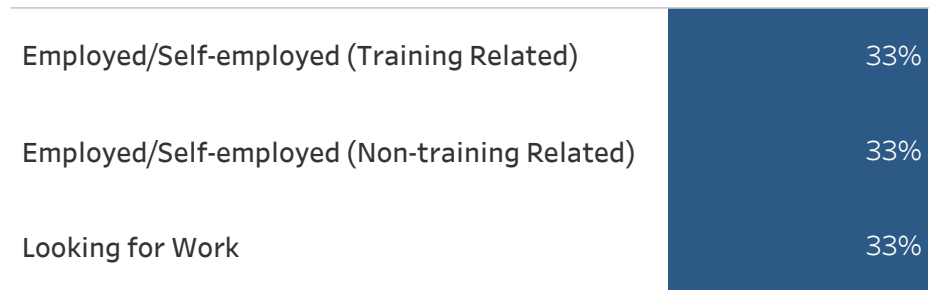 Employed/Self-employed (Training Related) 33%
Employed/Self-employed (Non-training Related) 33%
Looking for Work 33%